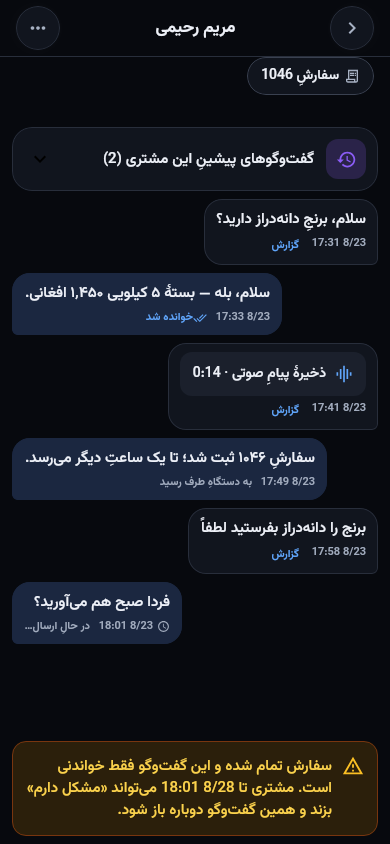 مریم رحیمی
سفارشِ 1046
گفت‌وگوهای پیشینِ این مشتری (2)
سلام، برنجِ دانه‌دراز دارید؟
17:31 8/23 گزارش
سلام، بله — بستهٔ ۵ کیلویی ۱,۴۵۰ افغانی.
17:33 8/23 خوانده شد
ذخیرهٔ پیامِ صوتی · 0:14
17:41 8/23 گزارش
سفارشِ ۱۰۴۶ ثبت شد؛ تا یک ساعتِ دیگر می‌رسد.
17:49 8/23 به دستگاهِ طرف رسید
برنج را دانه‌دراز بفرستید لطفاً
17:58 8/23 گزارش
فردا صبح هم می‌آورید؟
18:01 8/23 در حالِ ارسال…
سفارش تمام شده و این گفت‌وگو فقط خواندنی
است. مشتری تا 8/28 18:01 می‌تواند «مشکل دارم»
بزند و همین گفت‌وگو دوباره باز شود.